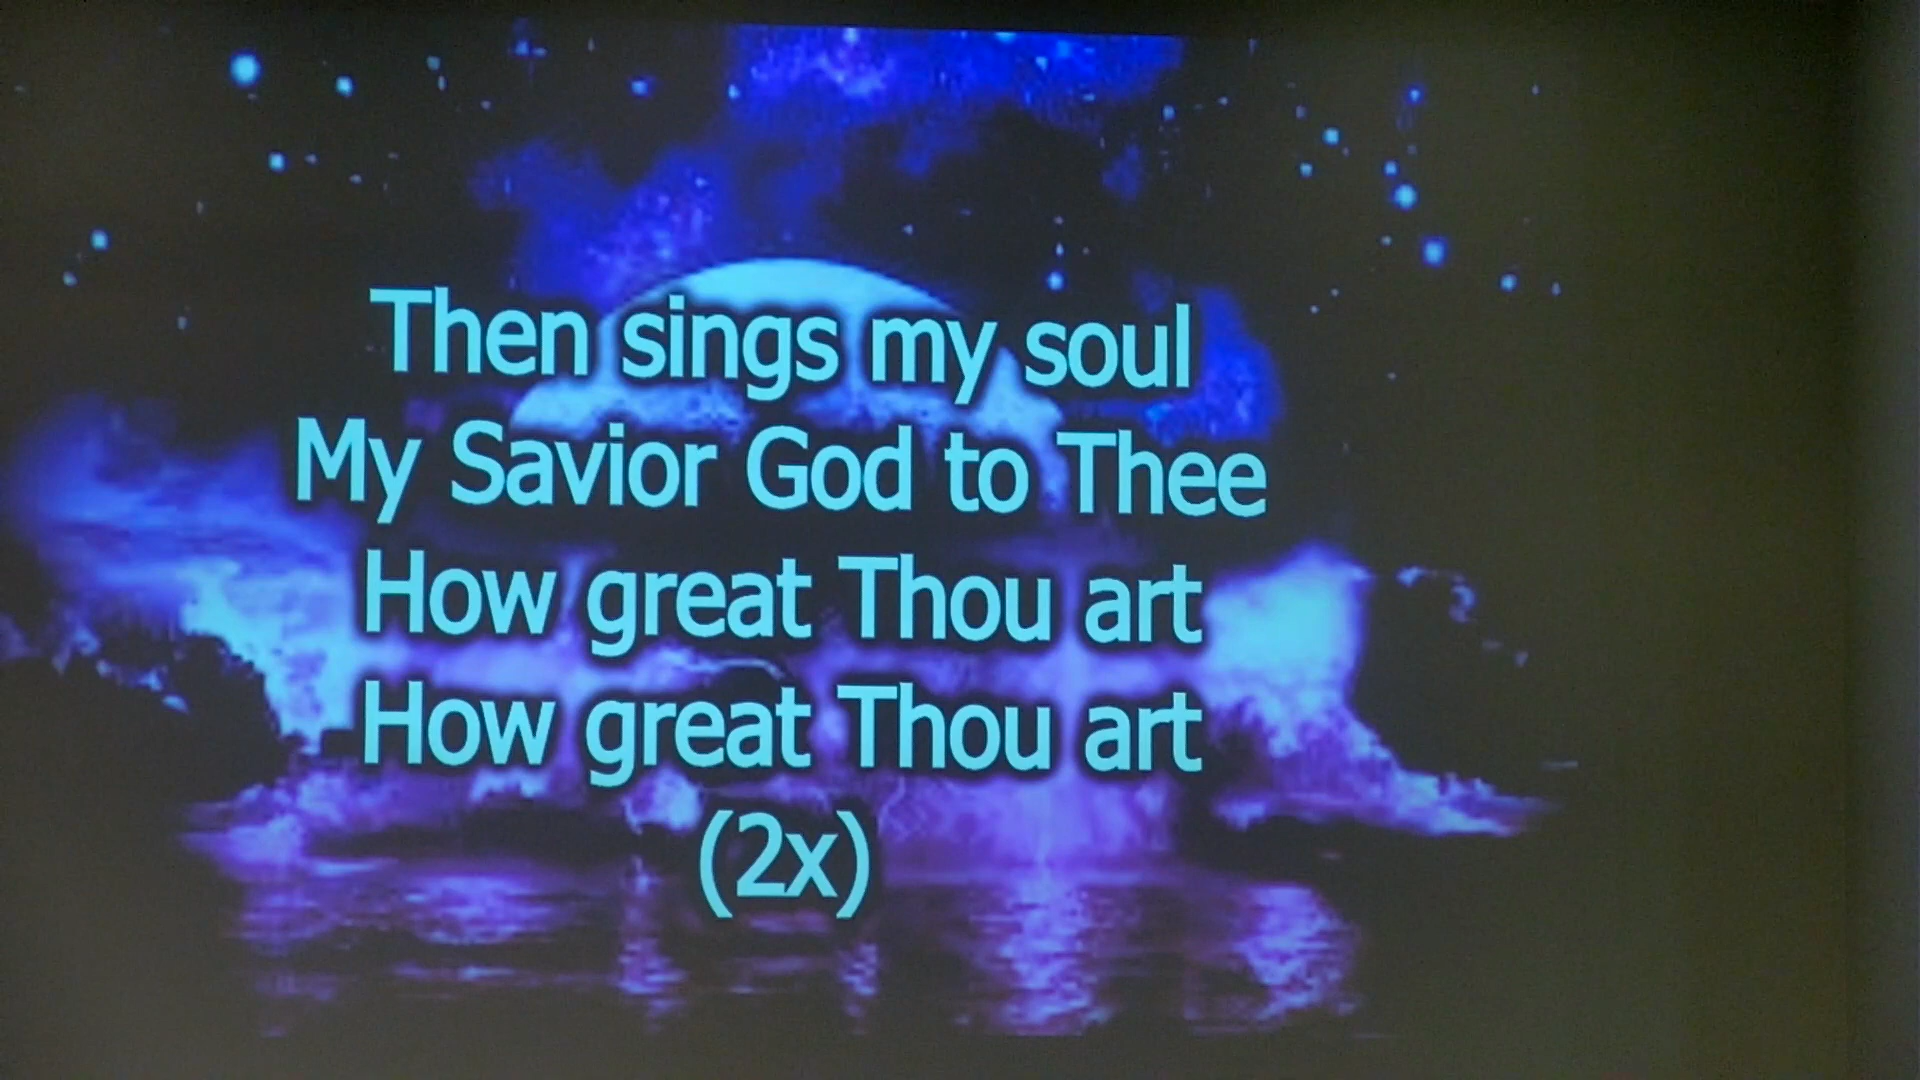 Then sings my soul
My Savior God to Thee
How great Thou art
How great Thou art
(2x)